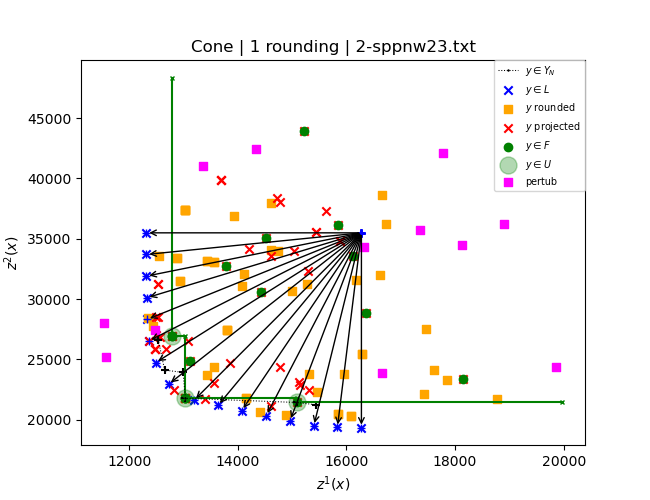 Cone | 1 rounding | 2-sppnw23.txt
y ∈ Y_N
y ∈ L
y rounded
y projected
y ∈ F
y ∈ U
pertub
z²(x)
45000
40000
35000
30000
25000
20000
12000 14000 16000 18000 20000
z¹(x)